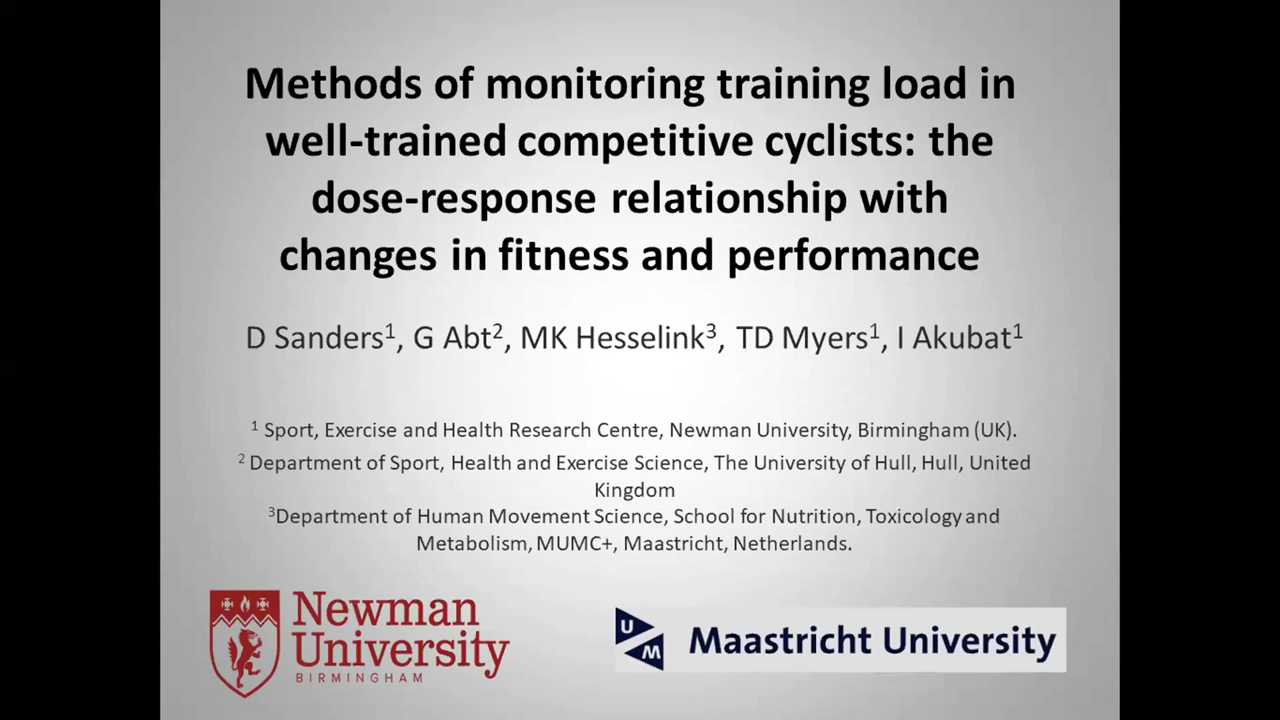 Methods of monitoring training load in
well-trained competitive cyclists: the
dose-response relationship with
changes in fitness and performance
D Sanders¹, G Abt², MK Hesselink³, TD Myers¹, I Akubat¹
¹ Sport, Exercise and Health Research Centre, Newman University, Birmingham (UK).
² Department of Sport, Health and Exercise Science, The University of Hull, Hull, United
Kingdom
³Department of Human Movement Science, School for Nutrition, Toxicology and
Metabolism, MUMC+, Maastricht, Netherlands.
Newman
University
BIRMINGHAM
U
M
Maastricht University